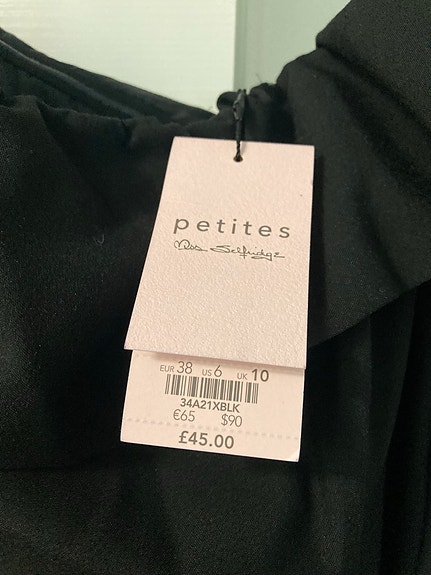 petites
Miss Selfridge
EUR 38 US 6 UK 10
34A21XBLK
€65 $90
£45.00